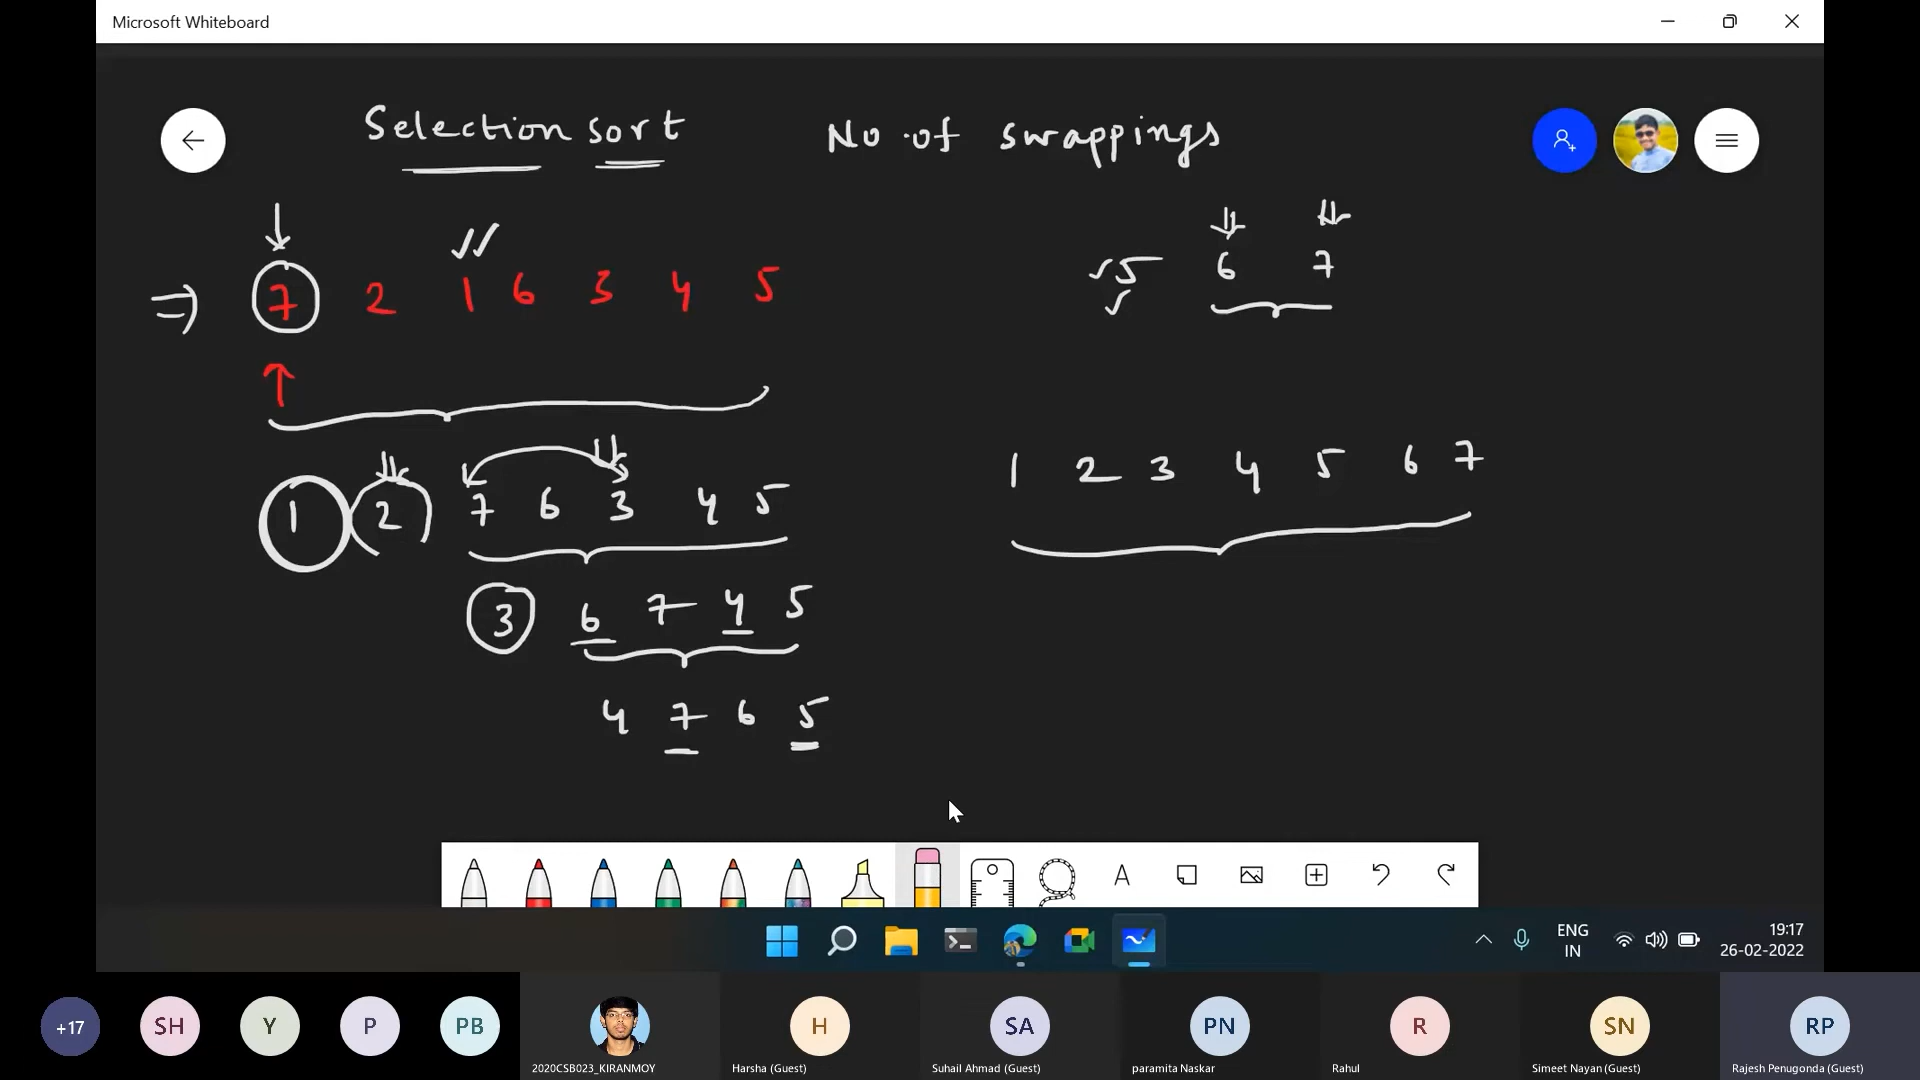 Microsoft Whiteboard
Selection sort No. of swappings
7 2 1 6 3 4 5
5 6 7
1 2 7 6 3 4 5
1 2 3 4 5 6 7
3 6 7 4 5
4 7 6 5
A
ENG
IN
19:17
26-02-2022
+17
SH
Y
P
PB
2020CSB023_KIRANMOY
H
Harsha (Guest)
SA
Suhail Ahmad (Guest)
PN
paramita Naskar
R
Rahul
SN
Simeet Nayan (Guest)
RP
Rajesh Penugonda (Guest)